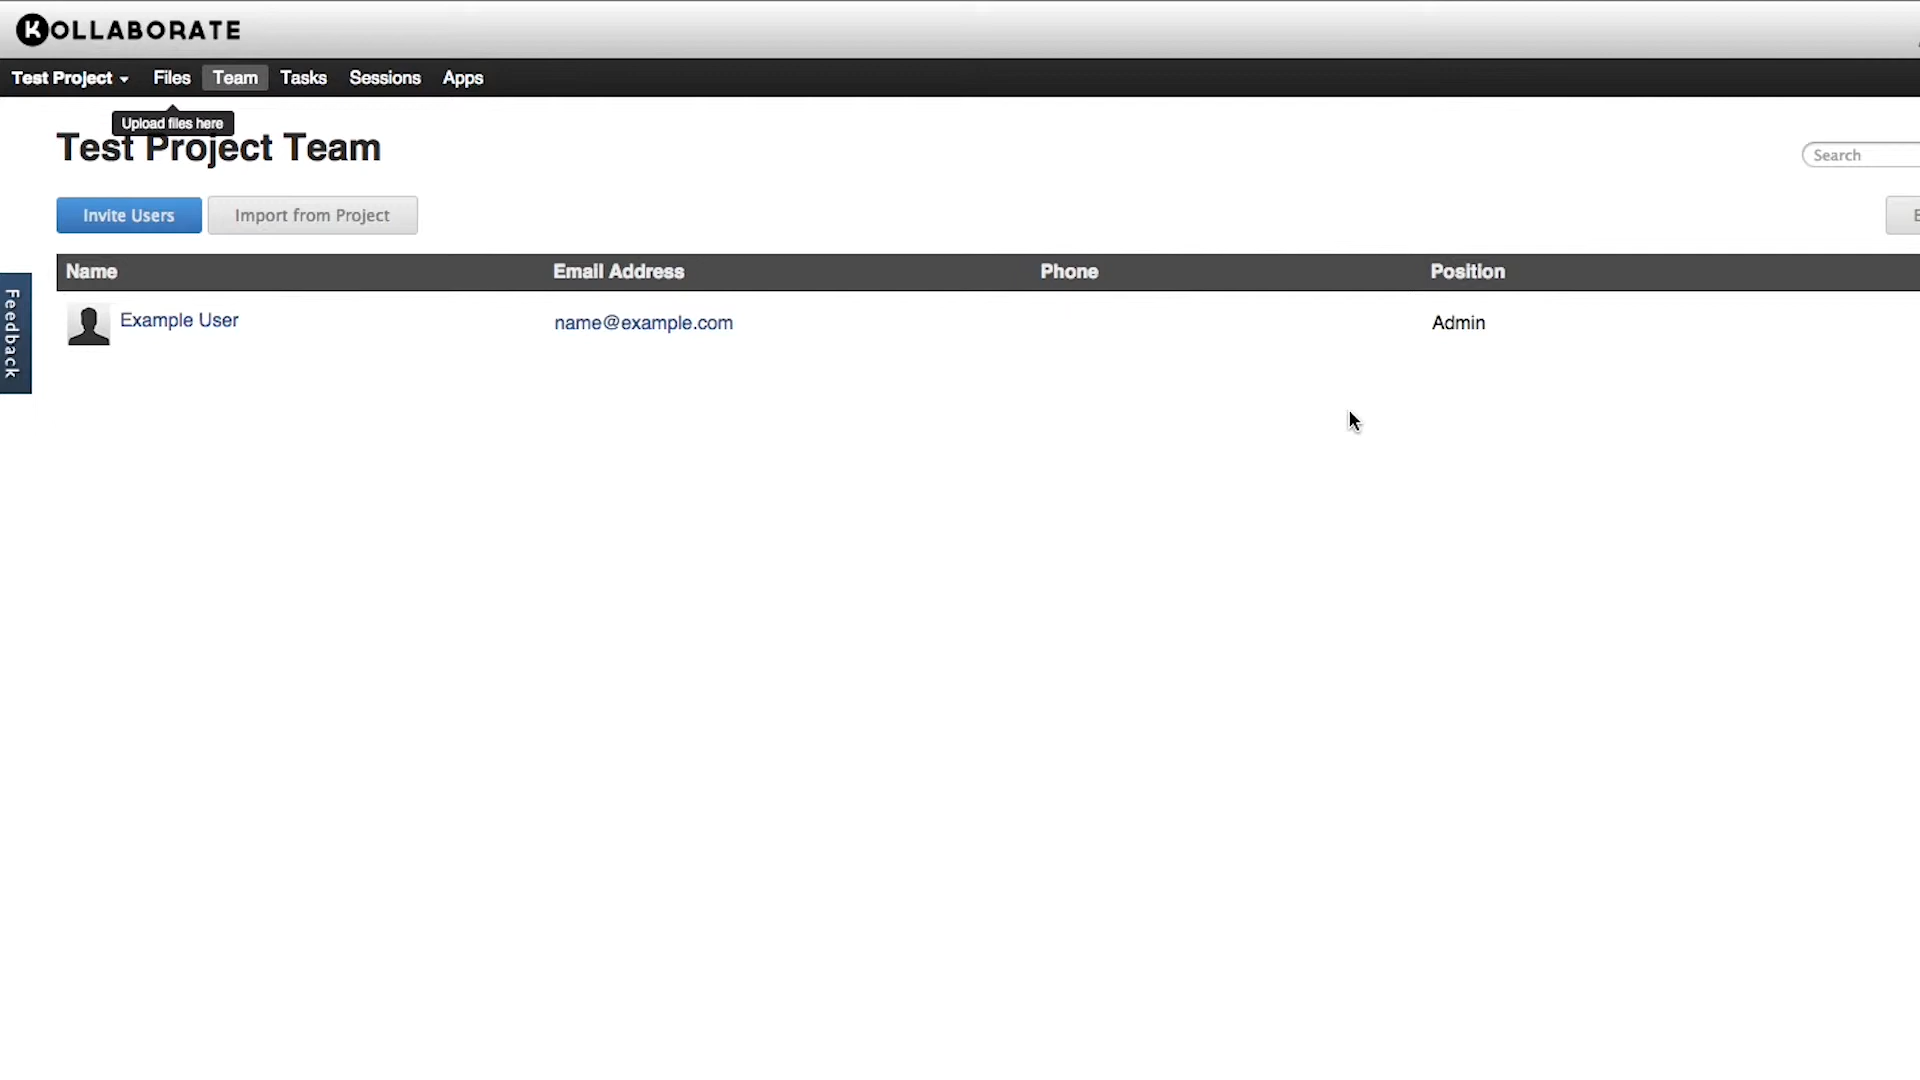 KOLLABORATE
Test Project Files Team Tasks Sessions Apps
Upload files here
Test Project Team
Search
Invite Users Import from Project
Name Email Address Phone Position
Example User name@example.com Admin
Feedback